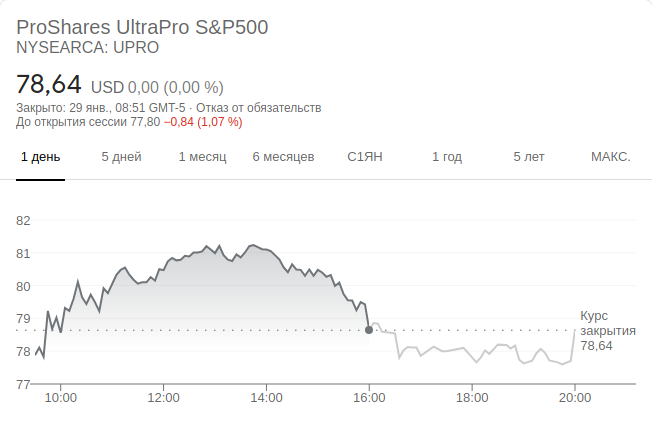 ProShares UltraPro S&P500
NYSEARCA: UPRO
78,64 USD 0,00 (0,00 %)
Закрыто: 29 янв., 08:51 GMT-5 · Отказ от обязательств
До открытия сессии 77,80 −0,84 (1,07 %)
1 день 5 дней 1 месяц 6 месяцев С1ЯН 1 год 5 лет МАКС.
82
81
80
79
78
77
Курс
закрытия
78,64
10:00 12:00 14:00 16:00 18:00 20:00